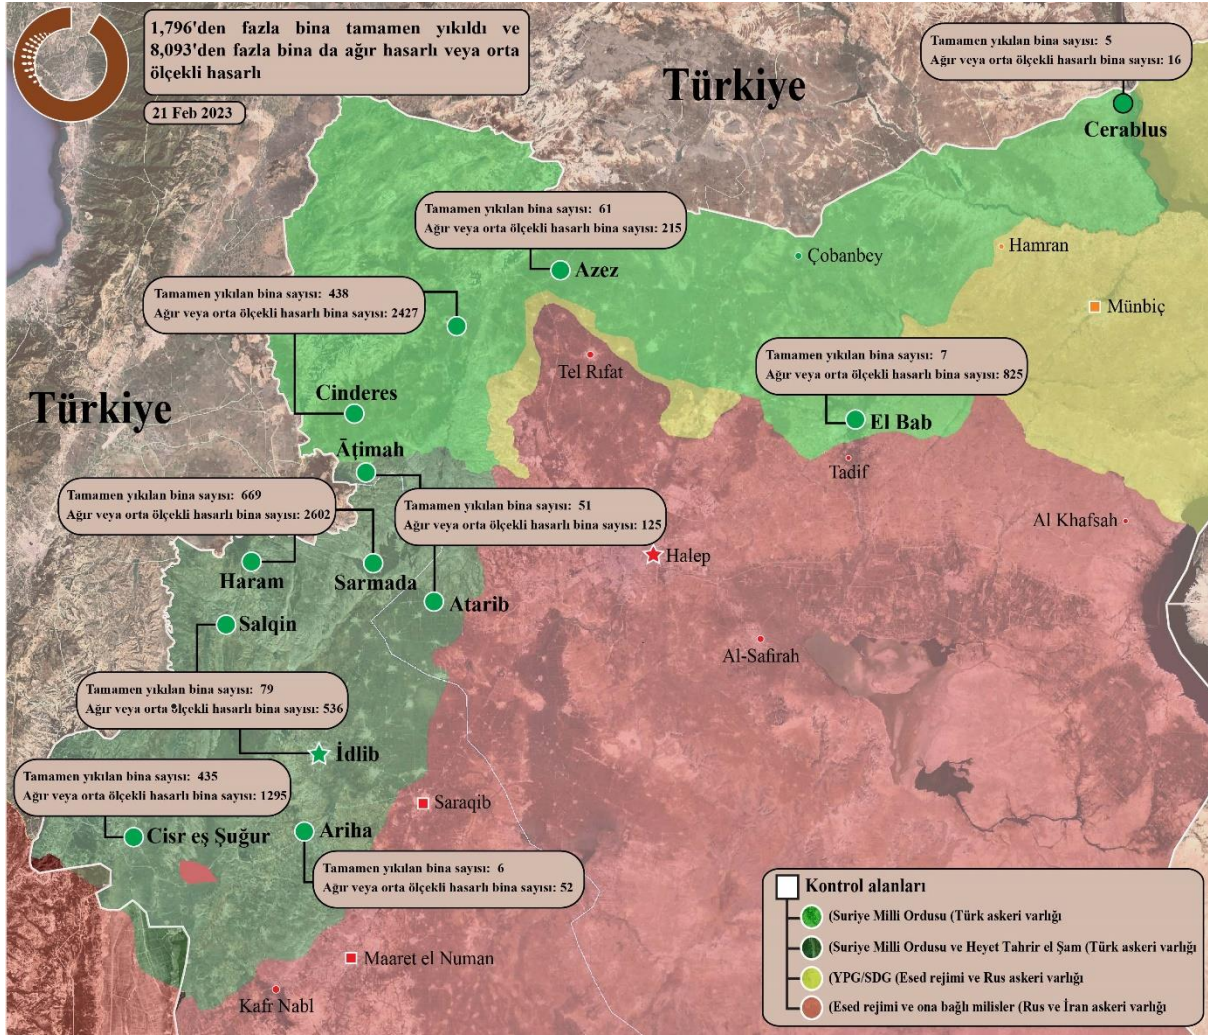 1,796'den fazla bina tamamen yıkıldı ve
8,093'den fazla bina da ağır hasarlı veya orta
ölçekli hasarlı
21 Feb 2023
Türkiye
Tamamen yıkılan bina sayısı: 5
Ağır veya orta ölçekli hasarlı bina sayısı: 16
Cerablus
Tamamen yıkılan bina sayısı: 61
Ağır veya orta ölçekli hasarlı bina sayısı: 215
Azez
Çobanbey
Hamran
Münbiç
Tamamen yıkılan bina sayısı: 438
Ağır veya orta ölçekli hasarlı bina sayısı: 2427
Tel Rıfat
Tamamen yıkılan bina sayısı: 7
Ağır veya orta ölçekli hasarlı bina sayısı: 825
Türkiye
Cinderes
El Bab
Āţimah
Tadif
Tamamen yıkılan bina sayısı: 669
Ağır veya orta ölçekli hasarlı bina sayısı: 2602
Tamamen yıkılan bina sayısı: 51
Ağır veya orta ölçekli hasarlı bina sayısı: 125
Al Khafsah
Halep
Haram
Sarmada
Atarib
Salqin
Al-Safirah
Tamamen yıkılan bina sayısı: 79
Ağır veya orta ölçekli hasarlı bina sayısı: 536
İdlib
Tamamen yıkılan bina sayısı: 435
Ağır veya orta ölçekli hasarlı bina sayısı: 1295
Saraqib
Cisr eş Şuğur
Ariha
Tamamen yıkılan bina sayısı: 6
Ağır veya orta ölçekli hasarlı bina sayısı: 52
Maaret el Numan
Kafr Nabl
Kontrol alanları
(Suriye Milli Ordusu (Türk askeri varlığı
(Suriye Milli Ordusu ve Heyet Tahrir el Şam (Türk askeri varlığı
(YPG/SDG (Esed rejimi ve Rus askeri varlığı
(Esed rejimi ve ona bağlı milisler (Rus ve İran askeri varlığı